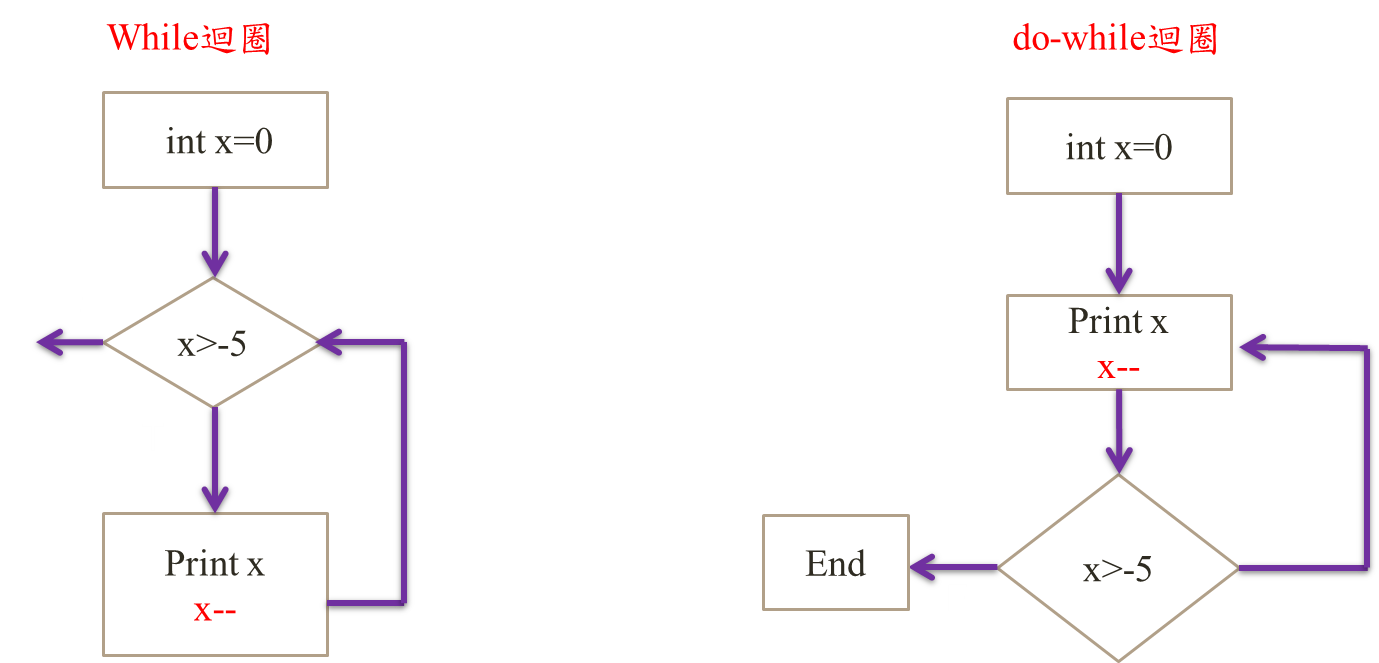 While迴圈
int x=0
x>-5
Print x
x--
do-while迴圈
int x=0
Print x
x--
x>-5
End